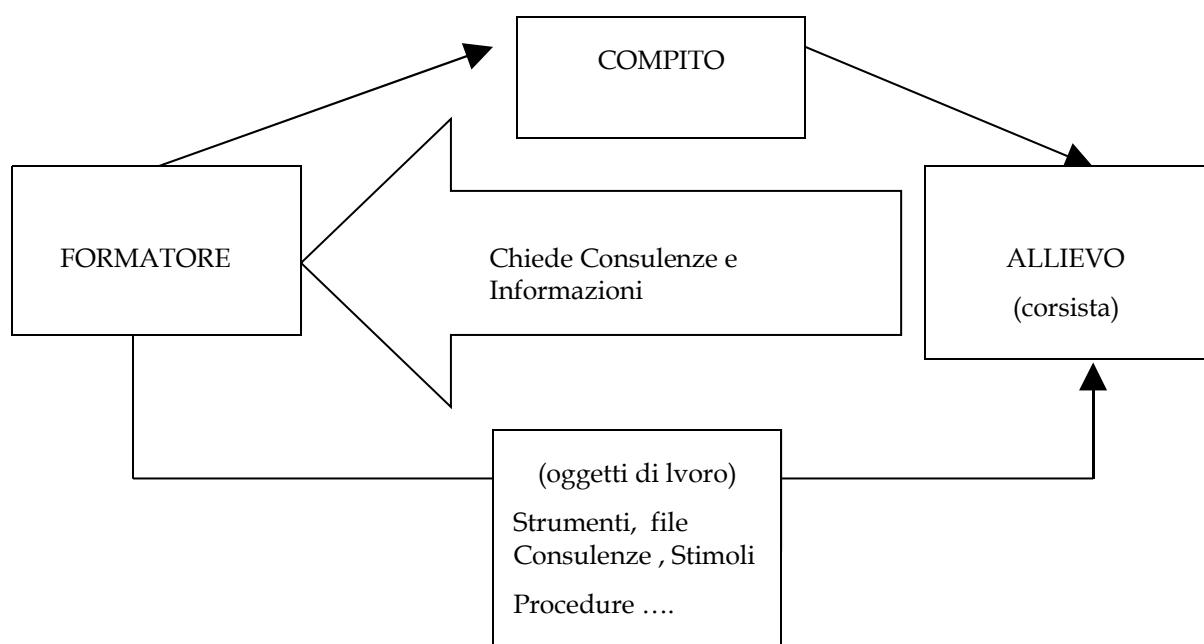 COMPITO
FORMATORE
Chiede Consulenze e
Informazioni
ALLIEVO
(corsista)
(oggetti di lvoro)
Strumenti, file
Consulenze , Stimoli
Procedure ….